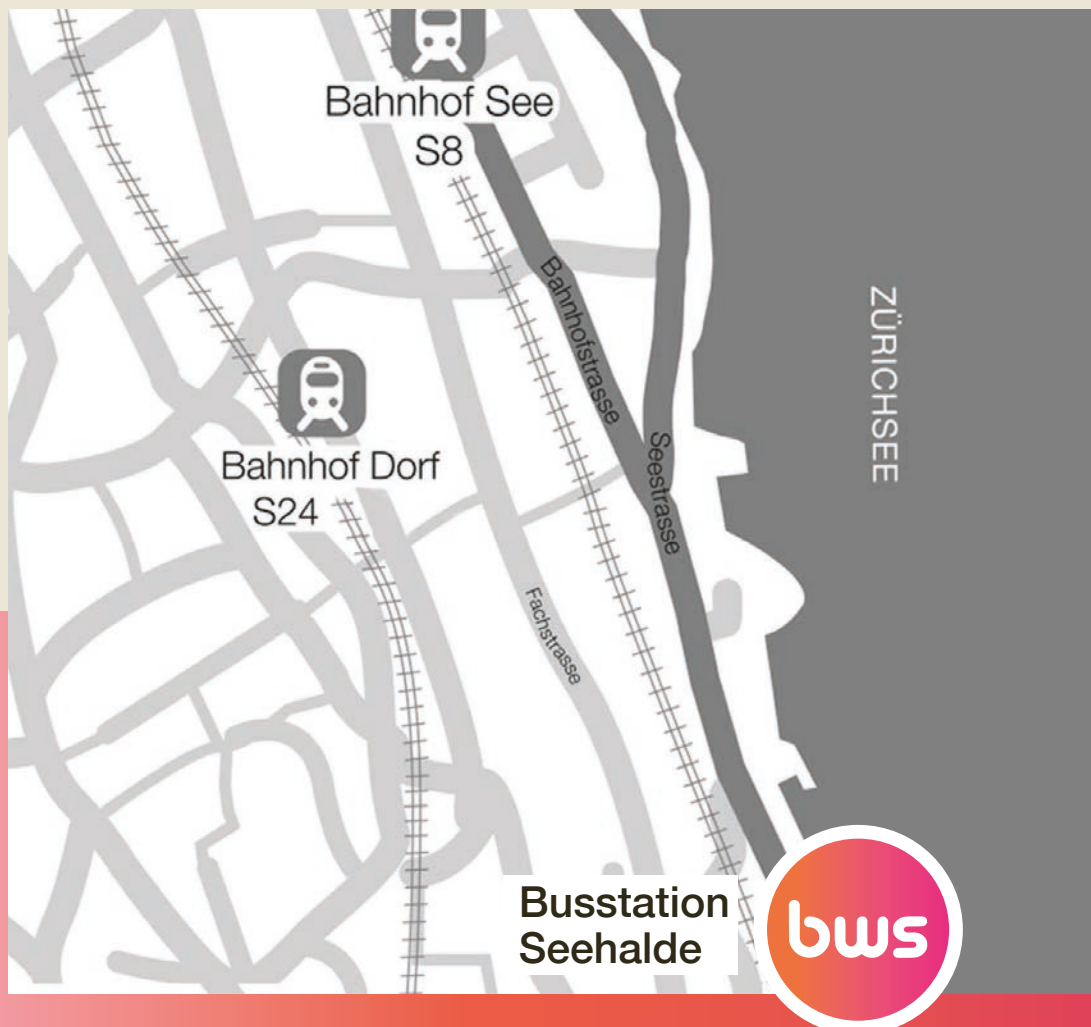 Bahnhof See
S8
Bahnhofstrasse
ZÜRICHSEE
Bahnhof Dorf
S24
Seestrasse
Fachstrasse
Busstation
Seehalde
bws